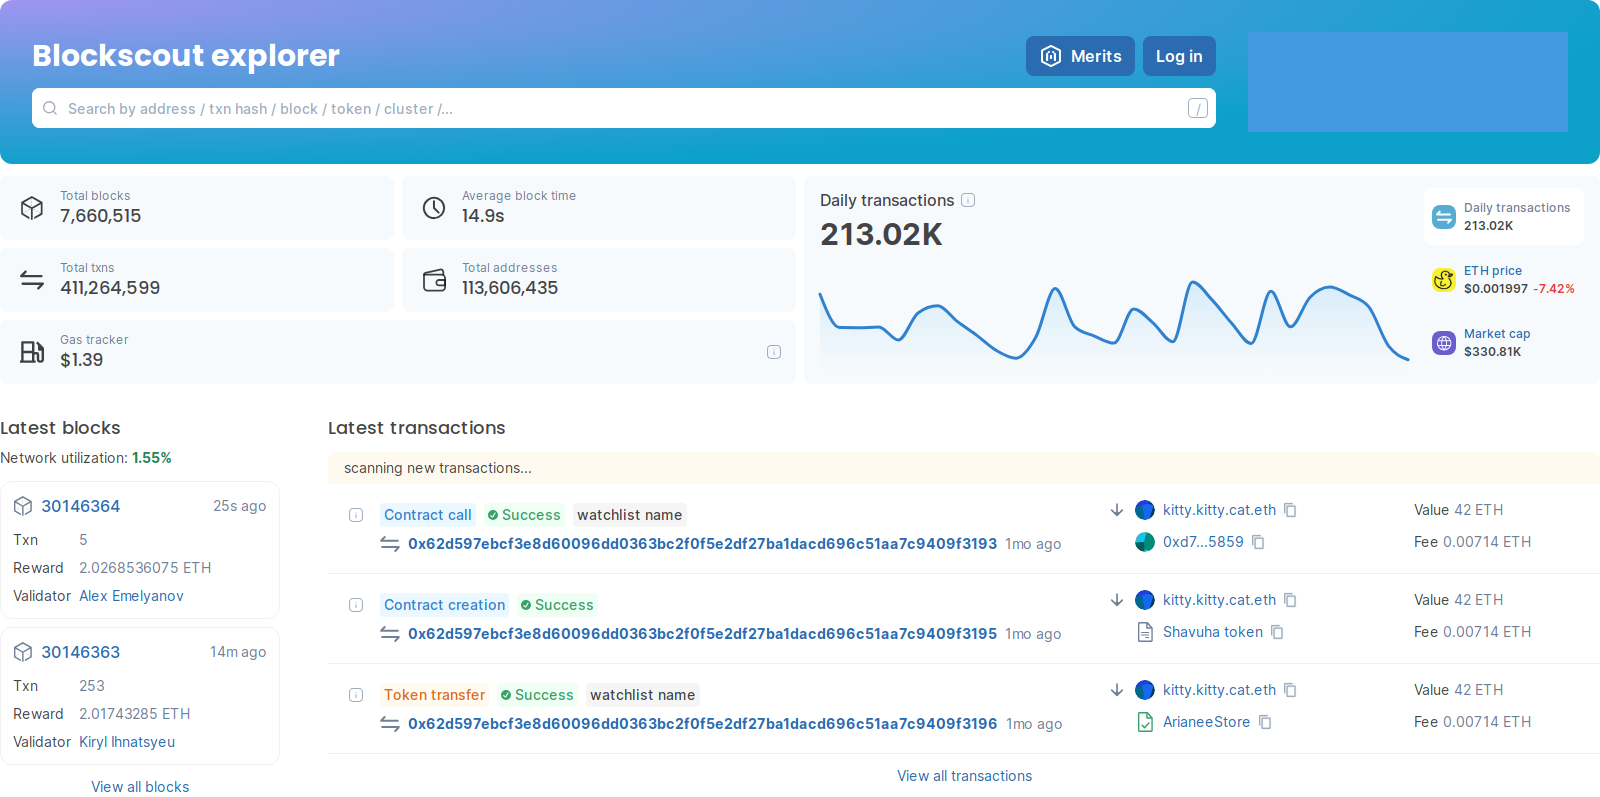 Blockscout explorer
Merits
Log in
Search by address / txn hash / block / token / cluster /...
/
Total blocks
7,660,515
Average block time
14.9s
Total txns
411,264,599
Total addresses
113,606,435
Gas tracker
$1.39
Daily transactions
213.02K
Daily transactions
213.02K
ETH price
$0.001997 -7.42%
Market cap
$330.81K
Latest blocks
Network utilization: 1.55%
30146364 25s ago
Txn 5
Reward 2.0268536075 ETH
Validator Alex Emelyanov
30146363 14m ago
Txn 253
Reward 2.01743285 ETH
Validator Kiryl Ihnatsyeu
View all blocks
Latest transactions
scanning new transactions...
Contract call Success watchlist name
0x62d597ebcf3e8d60096dd0363bc2f0f5e2df27ba1dacd696c51aa7c9409f3193 1mo ago
kitty.kitty.cat.eth
0xd7...5859
Value 42 ETH
Fee 0.00714 ETH
Contract creation Success
0x62d597ebcf3e8d60096dd0363bc2f0f5e2df27ba1dacd696c51aa7c9409f3195 1mo ago
kitty.kitty.cat.eth
Shavuha token
Value 42 ETH
Fee 0.00714 ETH
Token transfer Success watchlist name
0x62d597ebcf3e8d60096dd0363bc2f0f5e2df27ba1dacd696c51aa7c9409f3196 1mo ago
kitty.kitty.cat.eth
ArianeeStore
Value 42 ETH
Fee 0.00714 ETH
View all transactions